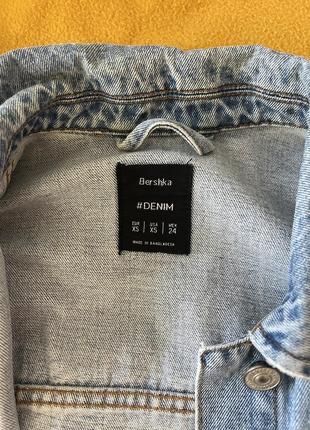 Bershka
#DENIM
EUR USA MEX
XS XS 24
MADE IN BANGLADESH